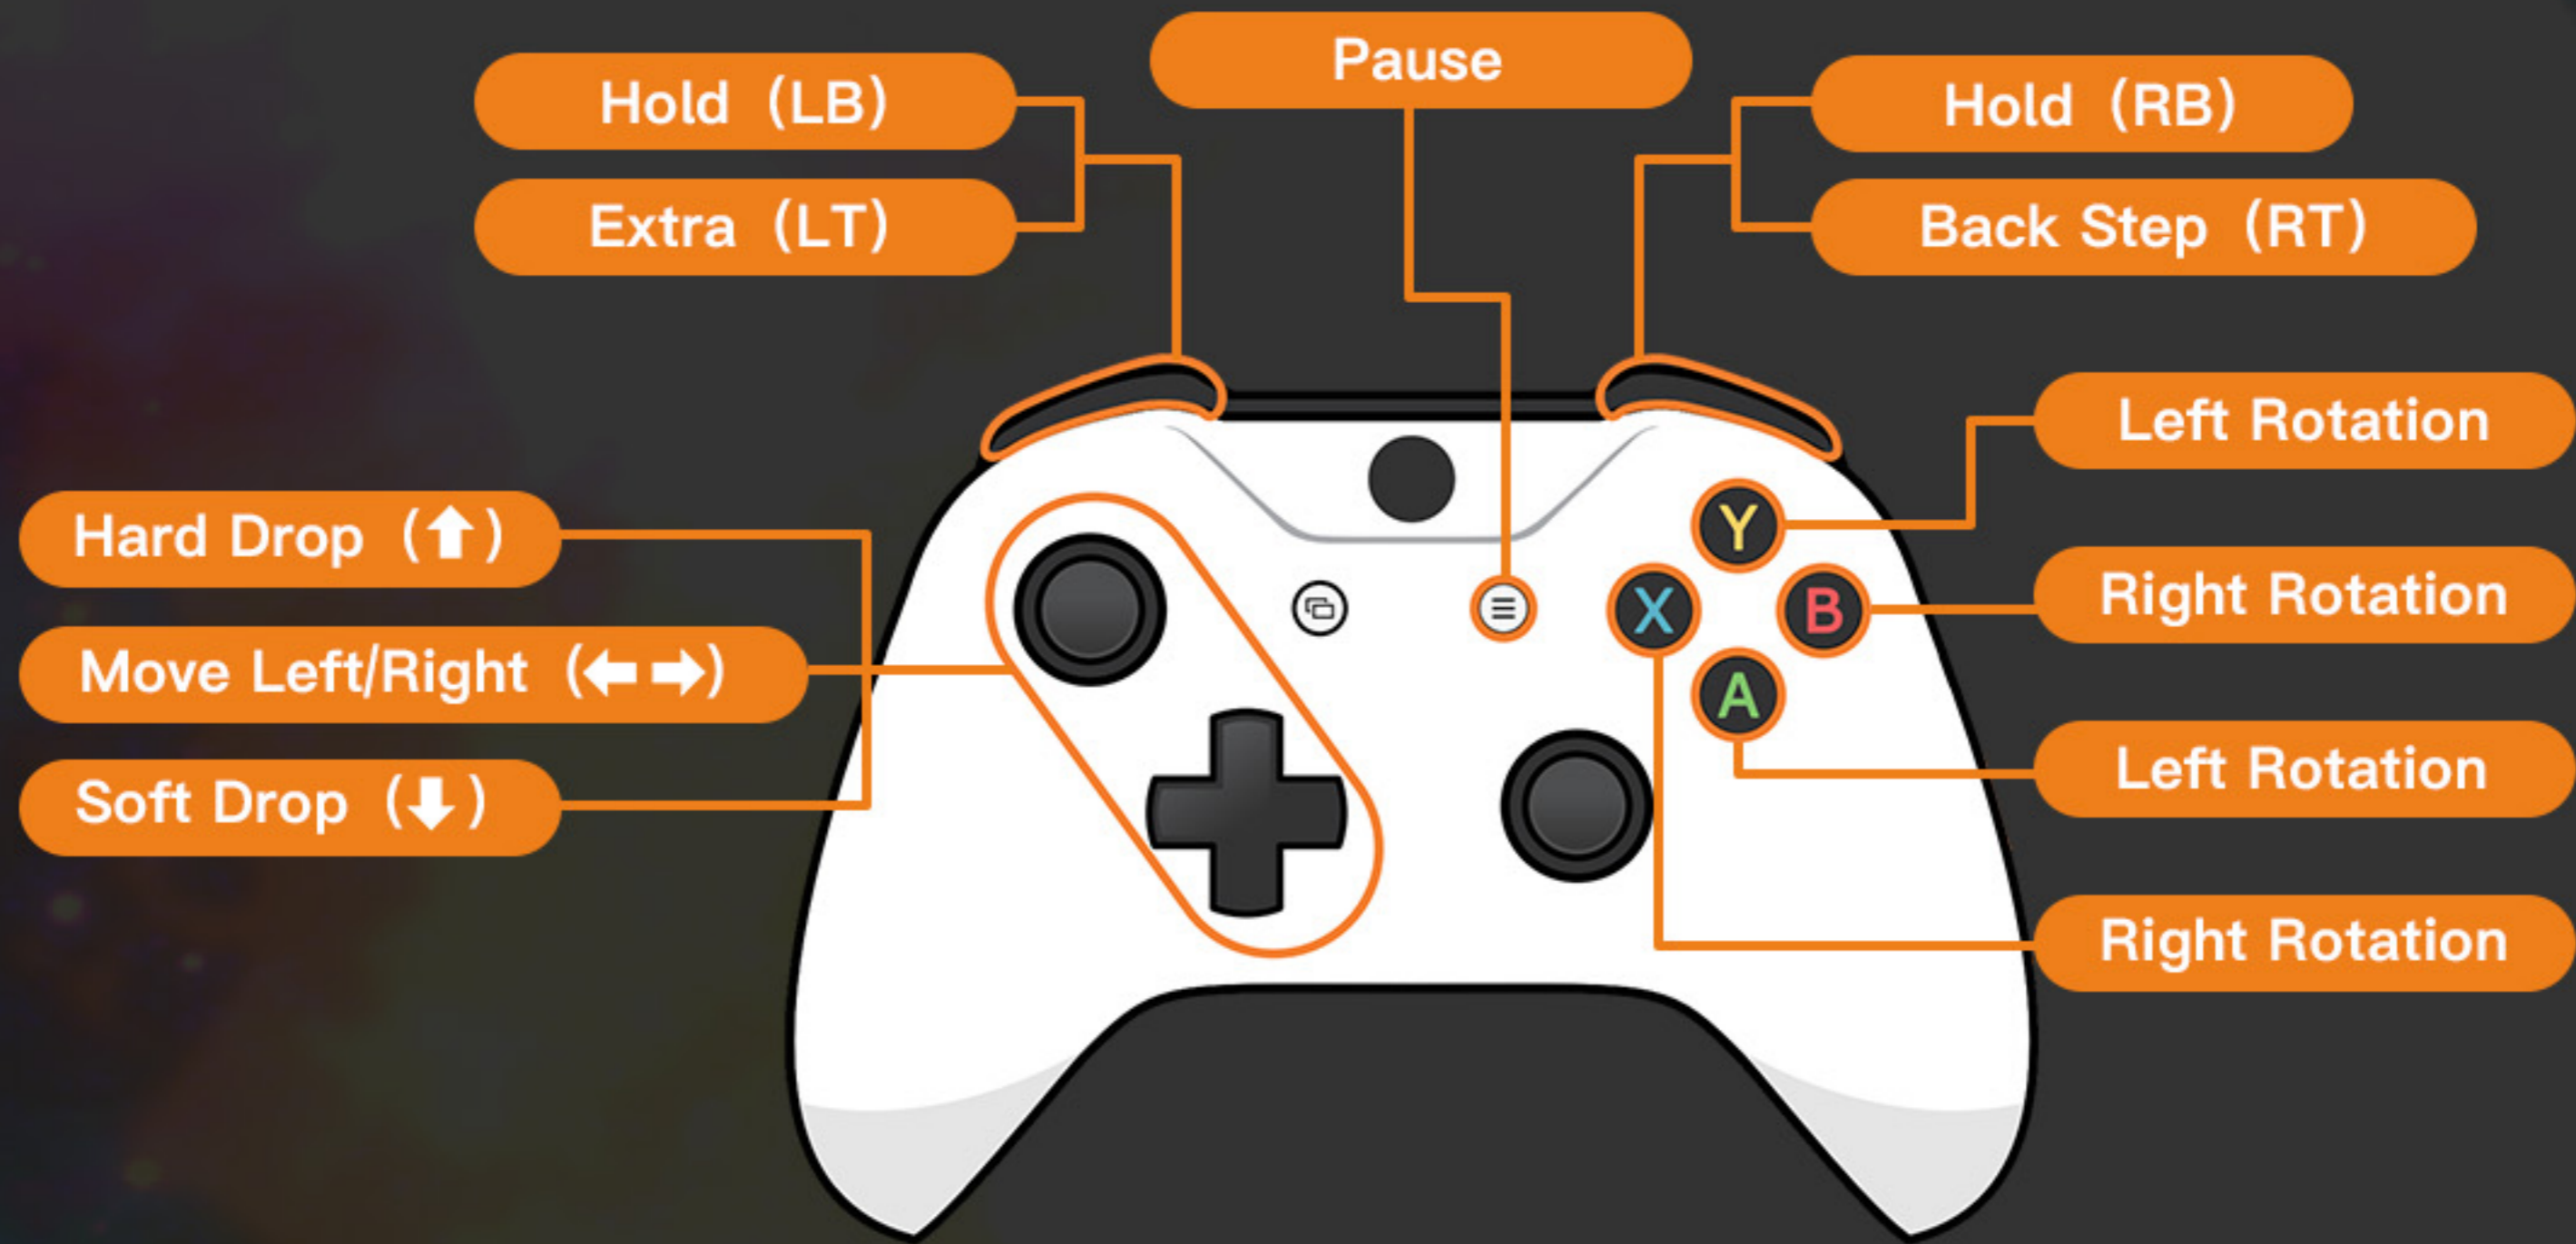 Pause
Hold (LB)
Hold (RB)
Extra (LT)
Back Step (RT)
Left Rotation
Hard Drop (⬆)
Y
Right Rotation
X
B
Move Left/Right (⬅➡)
A
Left Rotation
Soft Drop (⬇)
Right Rotation